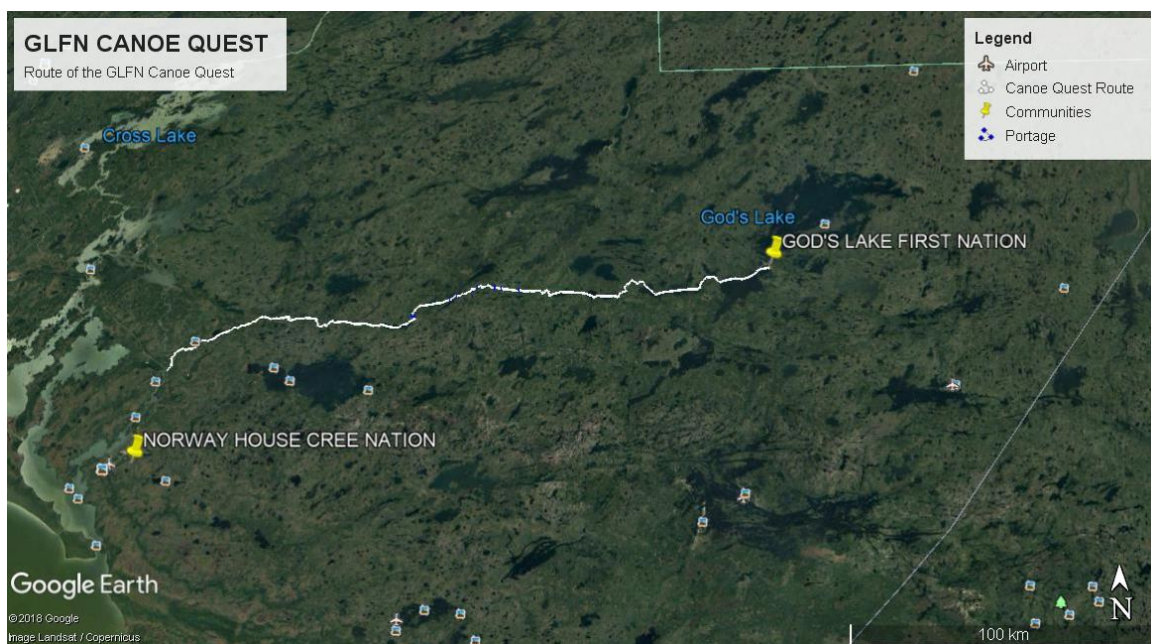 GLFN CANOE QUEST
Route of the GLFN Canoe Quest
Legend
Airport
Canoe Quest Route
Communities
Portage
Cross Lake
God's Lake
GOD'S LAKE FIRST NATION
NORWAY HOUSE CREE NATION
Google Earth
©2018 Google
Image Landsat / Copernicus
N
100 km